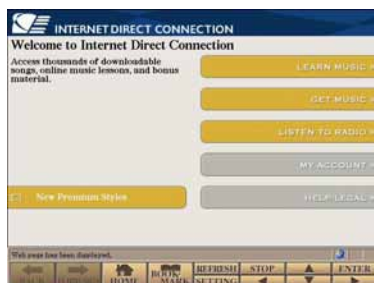 INTERNET DIRECT CONNECTION
Welcome to Internet Direct Connection
Access thousands of downloadable
songs, online music lessons, and bonus
material.
LEARN MUSIC
GET MUSIC
LISTEN TO RADIO
MY ACCOUNT
HELP/LEGAL
New Premium Styles
Web page has been displayed.
BACK
HOME
BOOK-
MARK
REFRESH
SETTING
STOP
ENTER